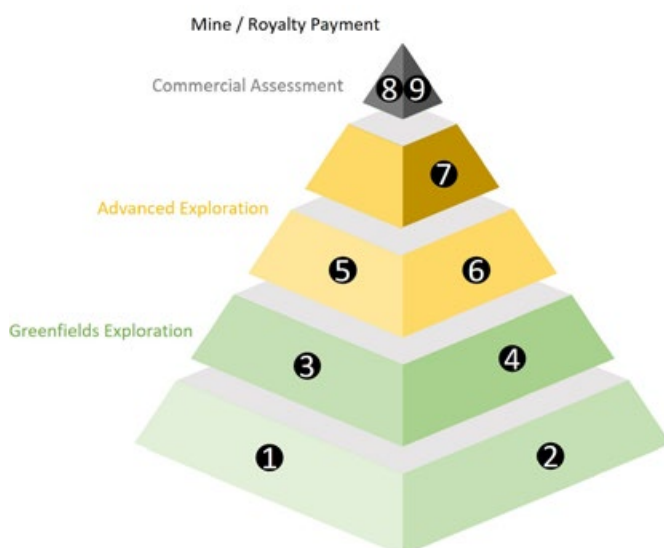 Mine / Royalty Payment
Commercial Assessment
8 9
7
Advanced Exploration
5 6
Greenfields Exploration
3 4
1 2